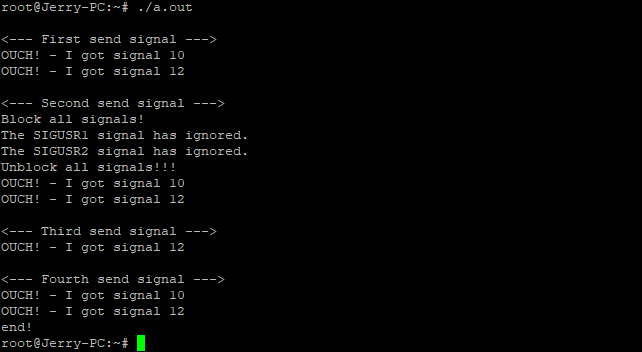 root@Jerry-PC:~# ./a.out
<--- First send signal --->
OUCH! - I got signal 10
OUCH! - I got signal 12
<--- Second send signal --->
Block all signals!
The SIGUSR1 signal has ignored.
The SIGUSR2 signal has ignored.
Unblock all signals!!!
OUCH! - I got signal 10
OUCH! - I got signal 12
<--- Third send signal --->
OUCH! - I got signal 12
<--- Fourth send signal --->
OUCH! - I got signal 10
OUCH! - I got signal 12
end!
root@Jerry-PC:~#